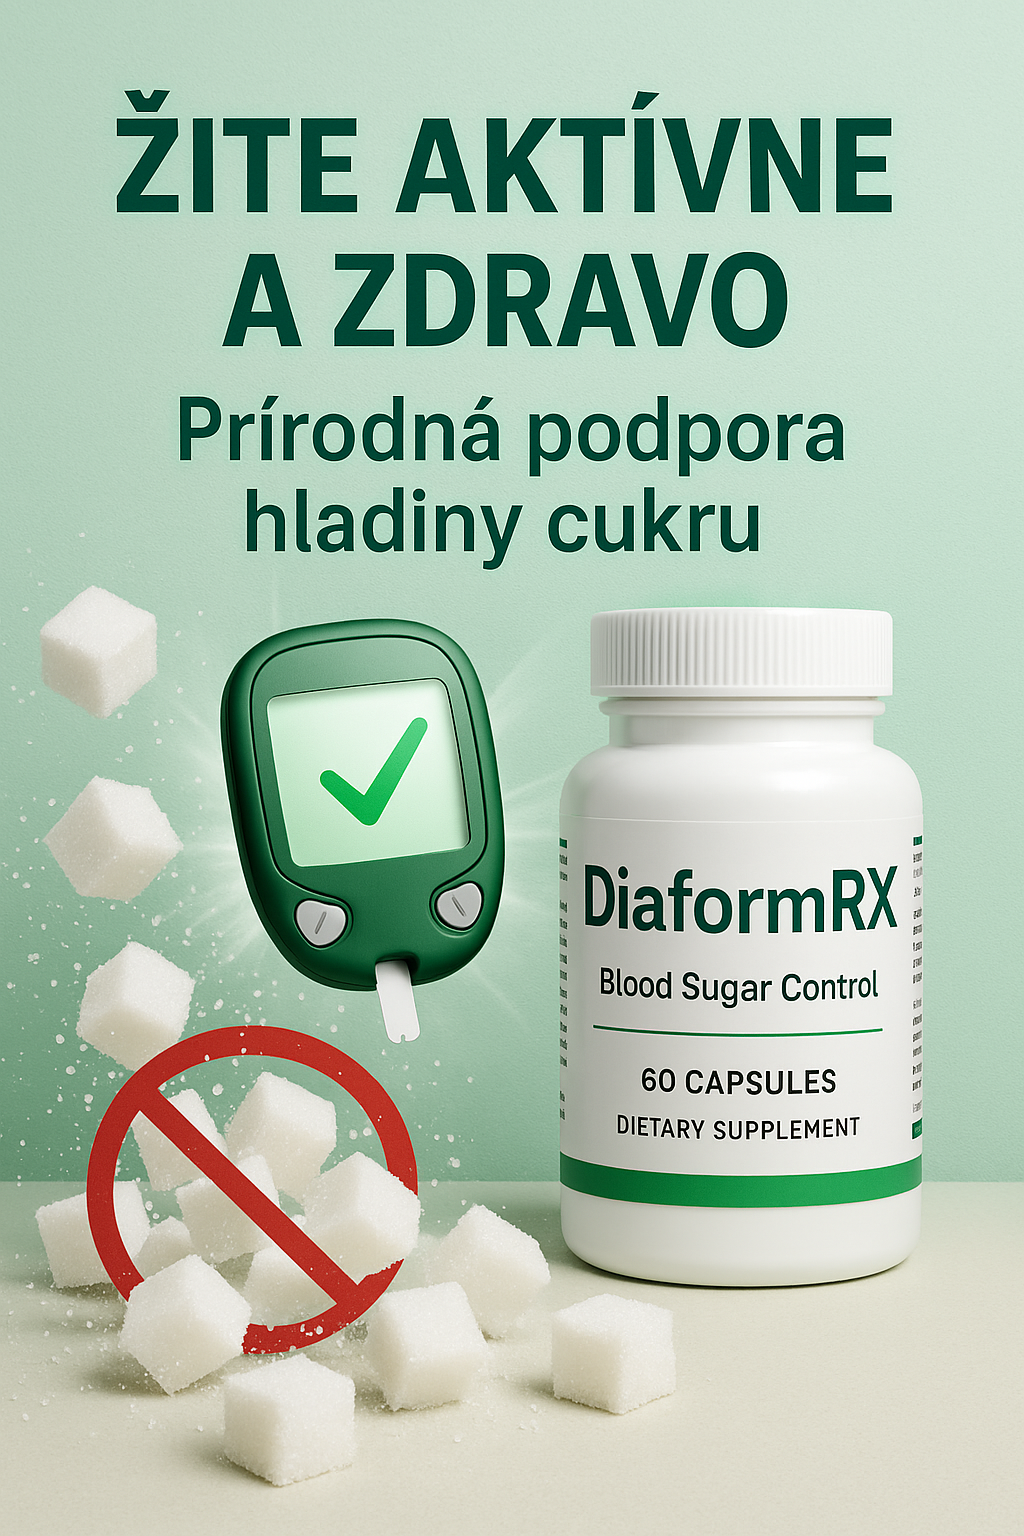 ŽITE AKTÍVNE
A ZDRAVO
Prírodná podpora
hladiny cukru
DiaformRX
Blood Sugar Control
60 CAPSULES
DIETARY SUPPLEMENT